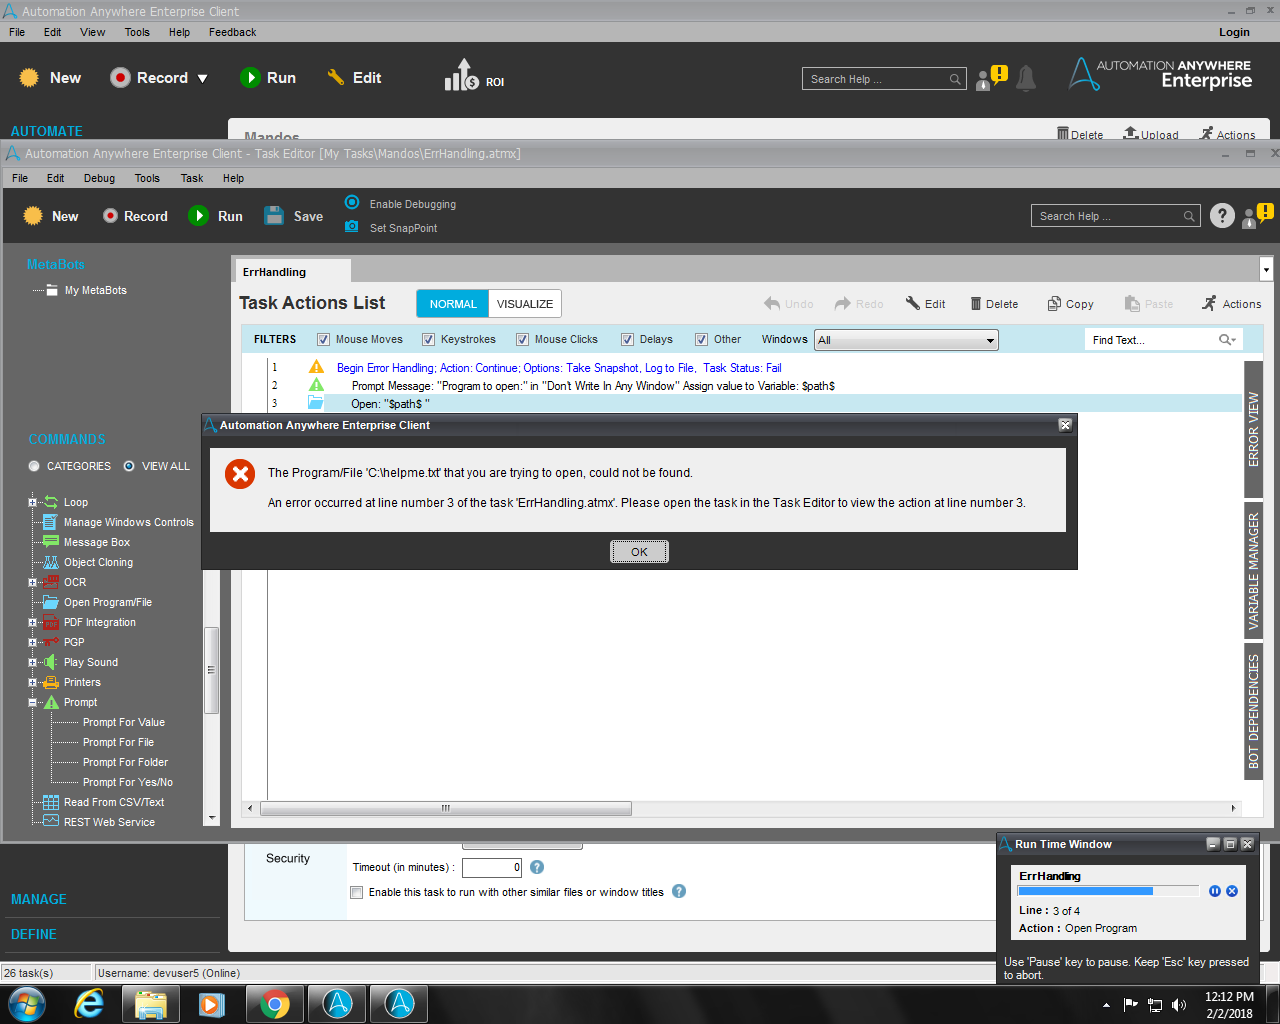 Automation Anywhere Enterprise Client
File Edit View Tools Help Feedback Login
New Record Run Edit ROI Search Help ... AUTOMATION ANYWHERE
Enterprise
AUTOMATE
Mandos Delete Upload Actions
Automation Anywhere Enterprise Client - Task Editor [My Tasks\Mandos\ErrHandling.atmx]
File Edit Debug Tools Task Help
New Record Run Save
Enable Debugging
Set SnapPoint
Search Help ...
MetaBots
My MetaBots
ErrHandling
Task Actions List NORMAL VISUALIZE Undo Redo Edit Delete Copy Paste Actions
FILTERS Mouse Moves Keystrokes Mouse Clicks Delays Other Windows All Find Text...
1 Begin Error Handling; Action: Continue; Options: Take Snapshot, Log to File, Task Status: Fail
2 Prompt Message: "Program to open:" in "Don't Write In Any Window" Assign value to Variable: $path$
3 Open: "$path$ "
ERROR VIEW
VARIABLE MANAGER
BOT DEPENDENCIES
Automation Anywhere Enterprise Client
The Program/File 'C:\helpme.txt' that you are trying to open, could not be found.
An error occurred at line number 3 of the task 'ErrHandling.atmx'. Please open the task in the Task Editor to view the action at line number 3.
OK
COMMANDS
CATEGORIES VIEW ALL
Loop
Manage Windows Controls
Message Box
Object Cloning
OCR
Open Program/File
PDF Integration
PGP
Play Sound
Printers
Prompt
Prompt For Value
Prompt For File
Prompt For Folder
Prompt For Yes/No
Read From CSV/Text
REST Web Service
Security
Timeout (in minutes) : 0
Enable this task to run with other similar files or window titles
MANAGE
DEFINE
Run Time Window
ErrHandling
Line : 3 of 4
Action : Open Program
Use 'Pause' key to pause. Keep 'Esc' key pressed
to abort.
26 task(s) Username: devuser5 (Online)
12:12 PM
2/2/2018